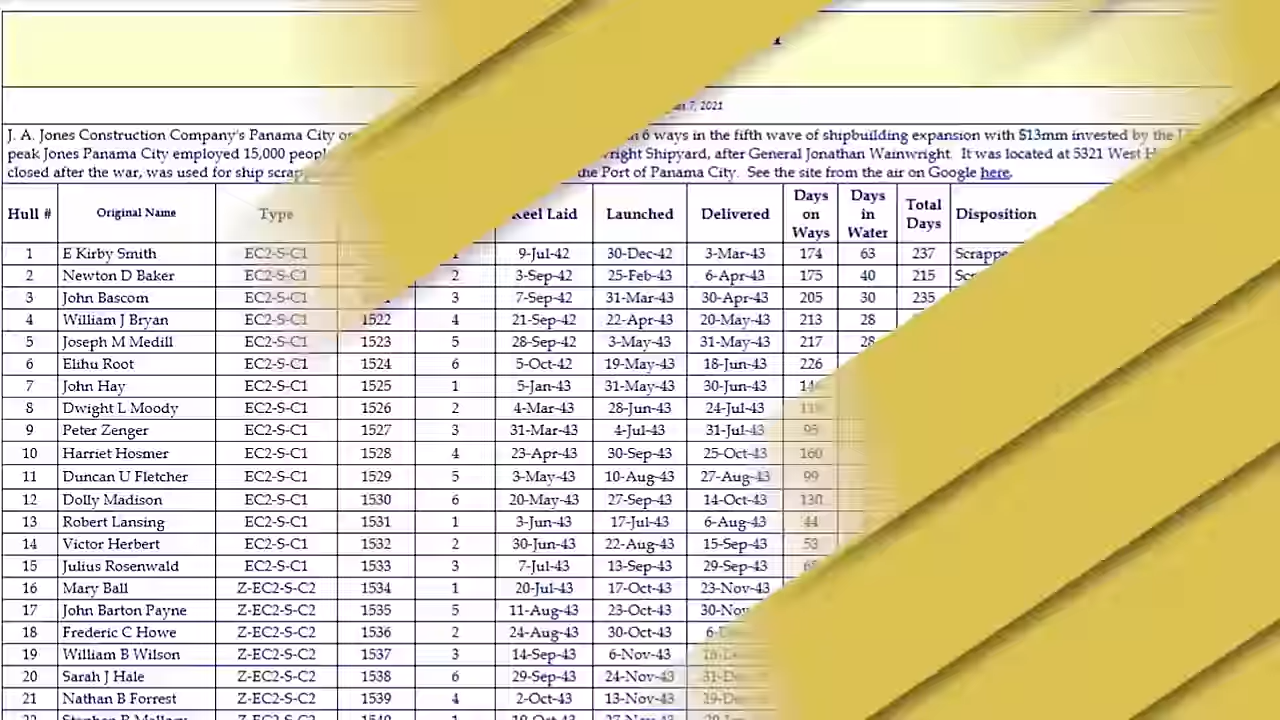 7, 2021
J. A. Jones Construction Company's Panama City 6 ways in the fifth wave of shipbuilding expansion with $13mm invested by the
peak Jones Panama City employed 15,000 Shipyard, after General Jonathan Wainwright. It was located at 5321 West
closed after the war, was used for ship the Port of Panama City. See the site from the air on Google here.
Hull # Original Name Type Keel Laid Launched Delivered Days on Ways Days in Water Total Days Disposition
1 E Kirby Smith EC2-S-C1 1 9-Jul-42 30-Dec-42 3-Mar-43 174 63 237
2 Newton D Baker EC2-S-C1 2 3-Sep-42 25-Feb-43 6-Apr-43 175 40 215
3 John Bascom EC2-S-C1 3 7-Sep-42 31-Mar-43 30-Apr-43 205 30 235
4 William J Bryan EC2-S-C1 1522 4 21-Sep-42 22-Apr-43 20-May-43 213 28
5 Joseph M Medill EC2-S-C1 1523 5 28-Sep-42 3-May-43 31-May-43 217 28
6 Elihu Root EC2-S-C1 1524 6 5-Oct-42 19-May-43 18-Jun-43 226
7 John Hay EC2-S-C1 1525 1 5-Jan-43 31-May-43 30-Jun-43
8 Dwight L Moody EC2-S-C1 1526 2 4-Mar-43 28-Jun-43 24-Jul-43
9 Peter Zenger EC2-S-C1 1527 3 31-Mar-43 4-Jul-43 31-Jul-43 95
10 Harriet Hosmer EC2-S-C1 1528 4 23-Apr-43 30-Sep-43 25-Oct-43 160
11 Duncan U Fletcher EC2-S-C1 1529 5 3-May-43 10-Aug-43 27-Aug-43 99
12 Dolly Madison EC2-S-C1 1530 6 20-May-43 27-Sep-43 14-Oct-43 130
13 Robert Lansing EC2-S-C1 1531 1 3-Jun-43 17-Jul-43 6-Aug-43 44
14 Victor Herbert EC2-S-C1 1532 2 30-Jun-43 22-Aug-43 15-Sep-43 53
15 Julius Rosenwald EC2-S-C1 1533 3 7-Jul-43 13-Sep-43 29-Sep-43
16 Mary Ball Z-EC2-S-C2 1534 1 20-Jul-43 17-Oct-43 23-Nov-43
17 John Barton Payne Z-EC2-S-C2 1535 5 11-Aug-43 23-Oct-43
18 Frederic C Howe Z-EC2-S-C2 1536 2 24-Aug-43 30-Oct-43
19 William B Wilson Z-EC2-S-C2 1537 3 14-Sep-43 6-Nov-43
20 Sarah J Hale Z-EC2-S-C2 1538 6 29-Sep-43 24-Nov-43
21 Nathan B Forrest Z-EC2-S-C2 1539 4 2-Oct-43 13-Nov-43